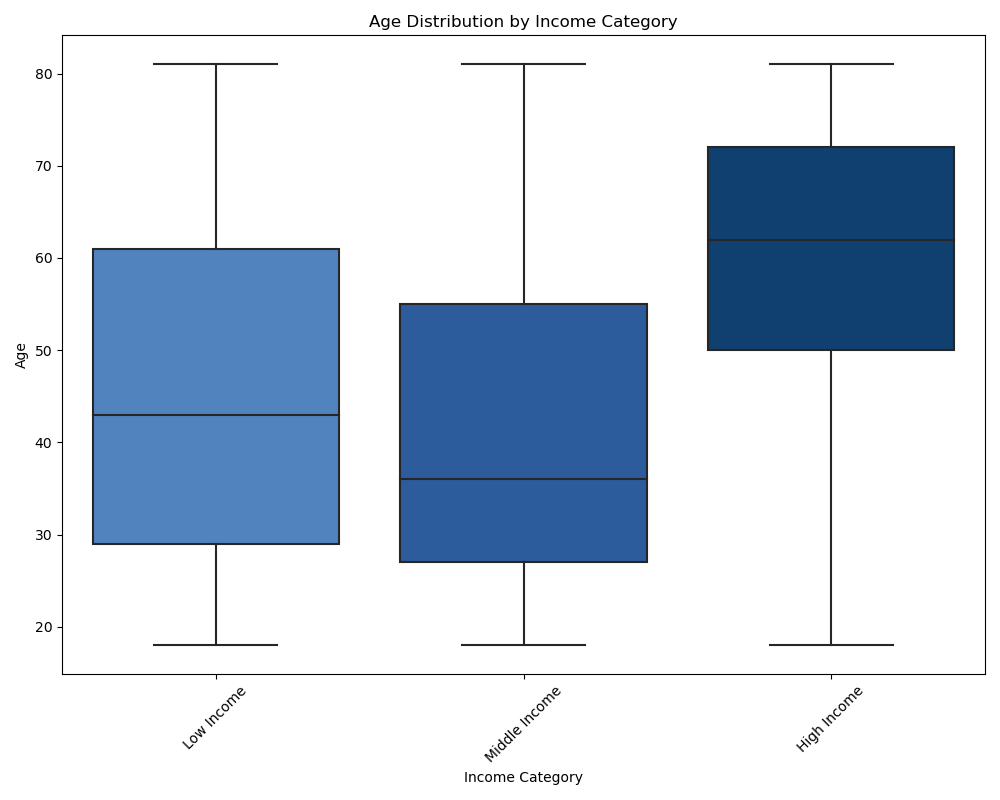 Age Distribution by Income Category
80
70
60
50
40
30
20
Age
Low Income
Middle Income
High Income
Income Category